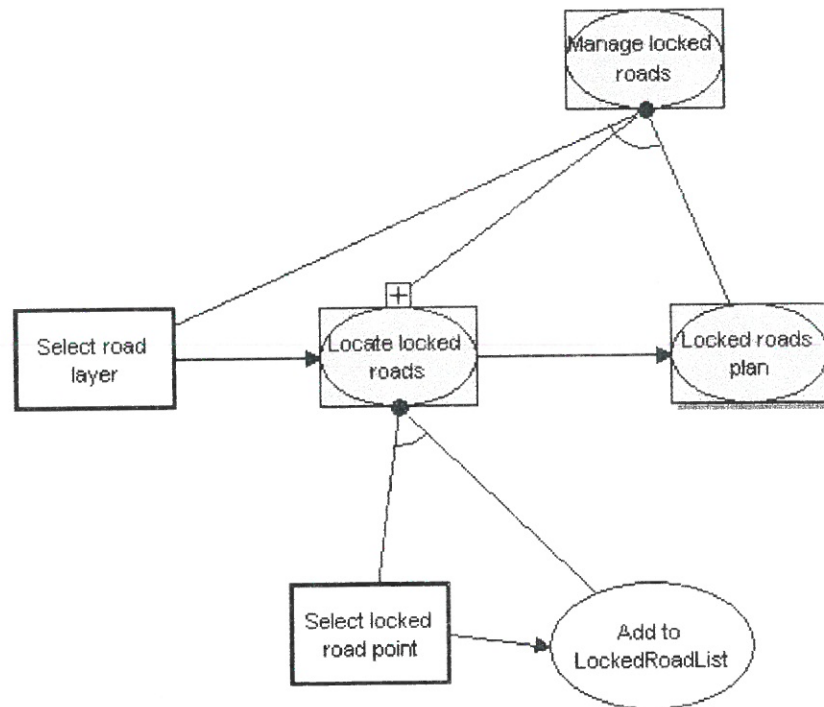 Manage locked
roads
Select road
layer
Locate locked
roads
Locked roads
plan
Select locked
road point
Add to
LockedRoadList